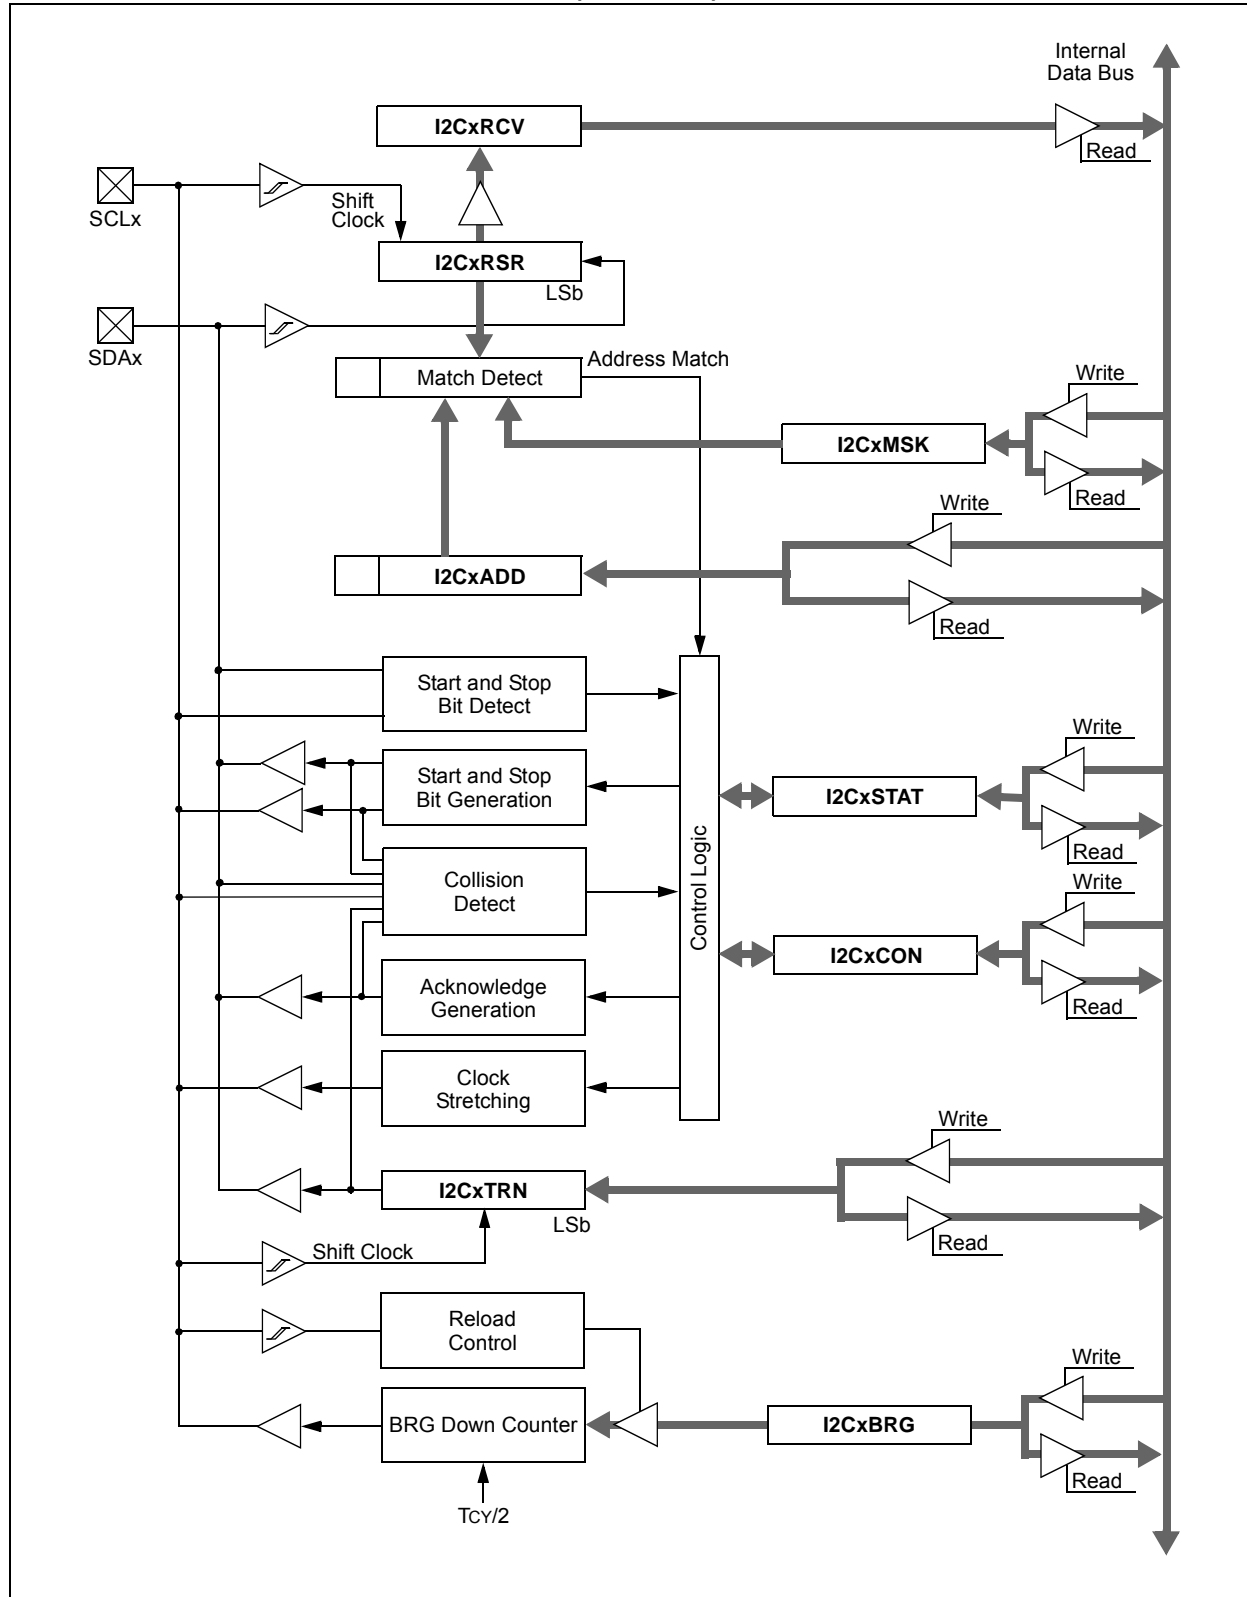 Internal
Data Bus
I2CxRCV
Read
SCLx
Shift
Clock
I2CxRSR
LSb
SDAx
Address Match
Match Detect
Write
I2CxMSK
Read
Write
I2CxADD
Read
Start and Stop
Bit Detect
Write
Start and Stop
Bit Generation
I2CxSTAT
Read
Control Logic
Collision
Detect
Write
I2CxCON
Read
Acknowledge
Generation
Clock
Stretching
Write
I2CxTRN
LSb
Read
Shift Clock
Reload
Control
Write
BRG Down Counter
I2CxBRG
Read
TCY/2